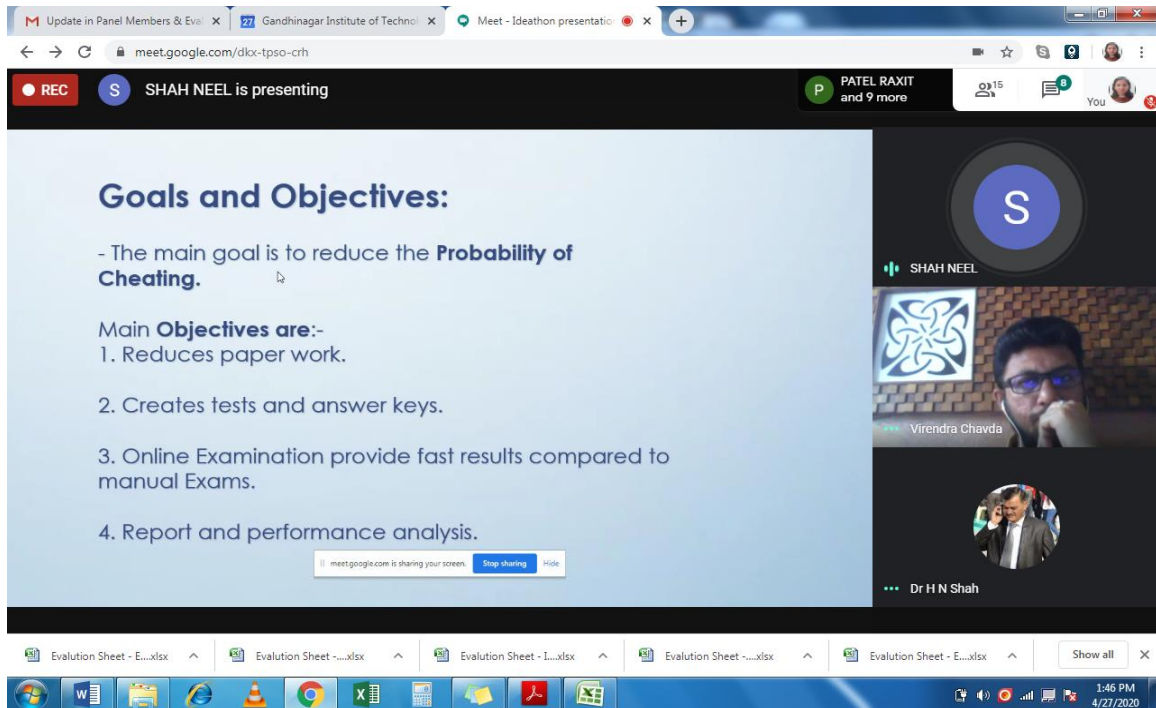 Update in Panel Members & Eval
27 Gandhinagar Institute of Technol
Meet - Ideathon presentatio
meet.google.com/dkx-tpso-crh
REC
S
SHAH NEEL is presenting
P
PATEL RAXIT
and 9 more
15
8
You
Goals and Objectives:
- The main goal is to reduce the Probability of
Cheating.
Main Objectives are:-
1. Reduces paper work.
2. Creates tests and answer keys.
3. Online Examination provide fast results compared to
manual Exams.
4. Report and performance analysis.
meet.google.com is sharing your screen. Stop sharing Hide
S
SHAH NEEL
Virendra Chavda
Dr H N Shah
Evalution Sheet - E....xlsx
Evalution Sheet -....xlsx
Evalution Sheet - I....xlsx
Evalution Sheet -....xlsx
Evalution Sheet - E....xlsx
Show all
1:46 PM
4/27/2020